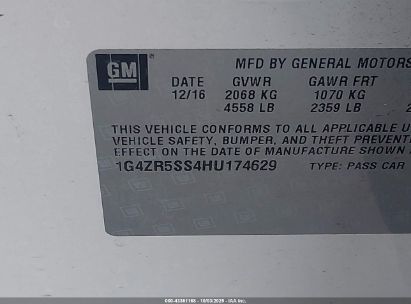 GM
MFD BY GENERAL MOTORS
DATE GVWR GAWR FRT
12/16 2068 KG 1070 KG
4558 LB 2359 LB
THIS VEHICLE CONFORMS TO ALL APPLICABLE U
VEHICLE SAFETY, BUMPER, AND THEFT PREVENTI
EFFECT ON THE DATE OF MANUFACTURE SHOWN
1G4ZR5SS4HU174629 TYPE: PASS CAR